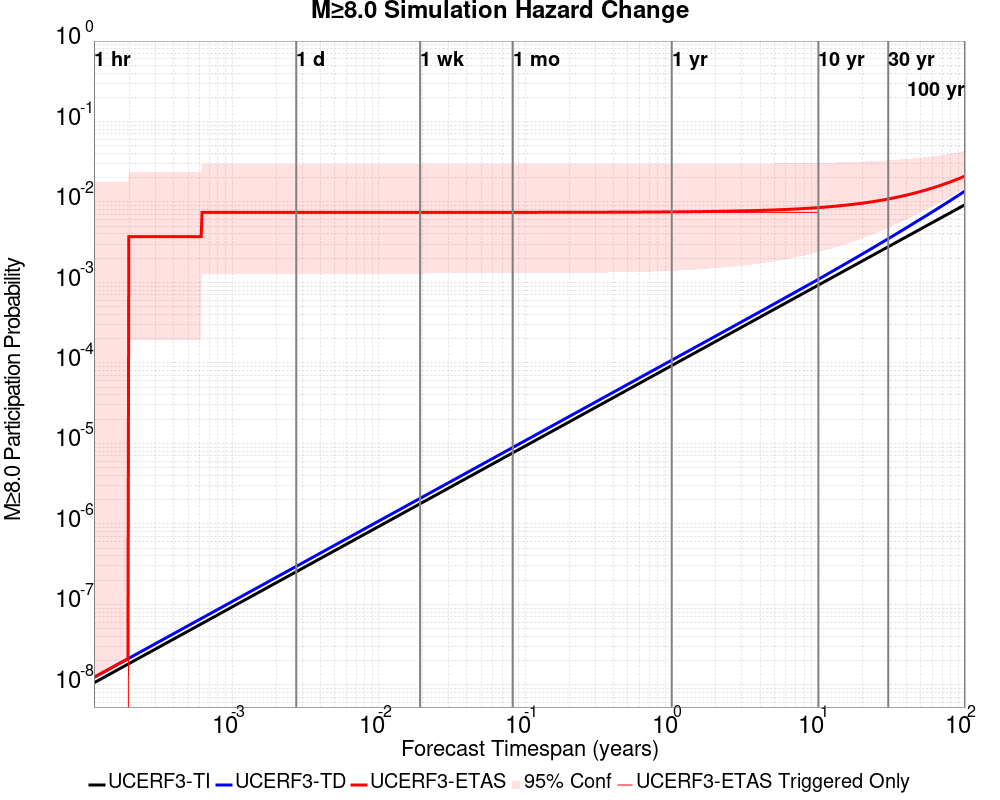 M≥8.0 Simulation Hazard Change
10^0
10^-1
10^-2
10^-3
10^-4
10^-5
10^-6
10^-7
10^-8
M≥8.0 Participation Probability
1 hr 1 d 1 wk 1 mo 1 yr 10 yr 30 yr
100 yr
10^-3 10^-2 10^-1 10^0 10^1 10^2
Forecast Timespan (years)
UCERF3-TI UCERF3-TD UCERF3-ETAS 95% Conf UCERF3-ETAS Triggered Only